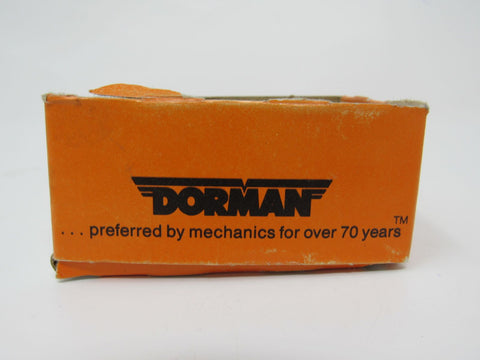 DORMAN
... preferred by mechanics for over 70 years™